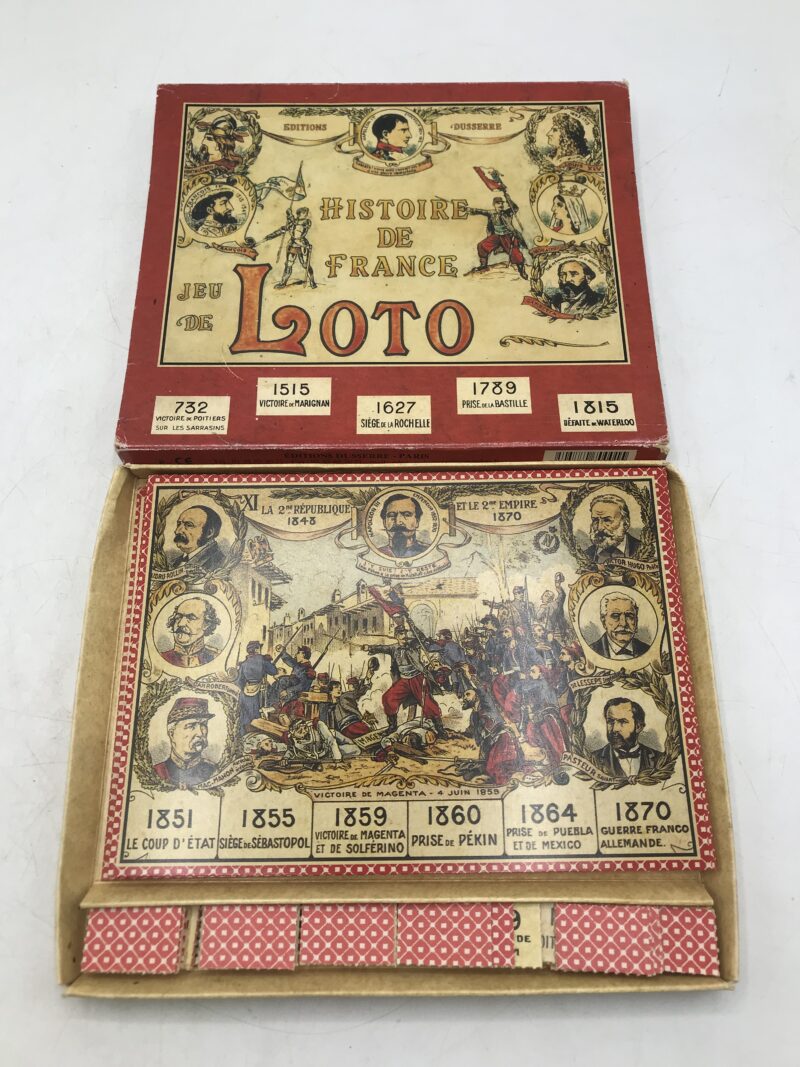 EDITIONS DUSSERRE
HISTOIRE
DE
FRANCE
JEU
DE
LOTO
732
VICTOIRE DE POITIERS
SUR LES SARRASINS
1515
VICTOIRE DE MARIGNAN
1627
SIÈGE DE LA ROCHELLE
1789
PRISE DE LA BASTILLE
1815
DÉFAITE DE WATERLOO
EDITIONS DUSSERRE - PARIS
XI
LA 2ME RÉPUBLIQUE
1848
ET LE 2ME EMPIRE
1870
MAC-MAHON
PASTEUR
VICTOIRE DE MAGENTA - 4 JUIN 1859
1851
LE COUP D'ÉTAT
1855
SIÈGE DE SÉBASTOPOL
1859
VICTOIRE DE MAGENTA
ET DE SOLFÉRINO
1860
PRISE DE PÉKIN
1864
PRISE DE PUEBLA
ET DE MEXICO
1870
GUERRE FRANCO
ALLEMANDE.
9
DE